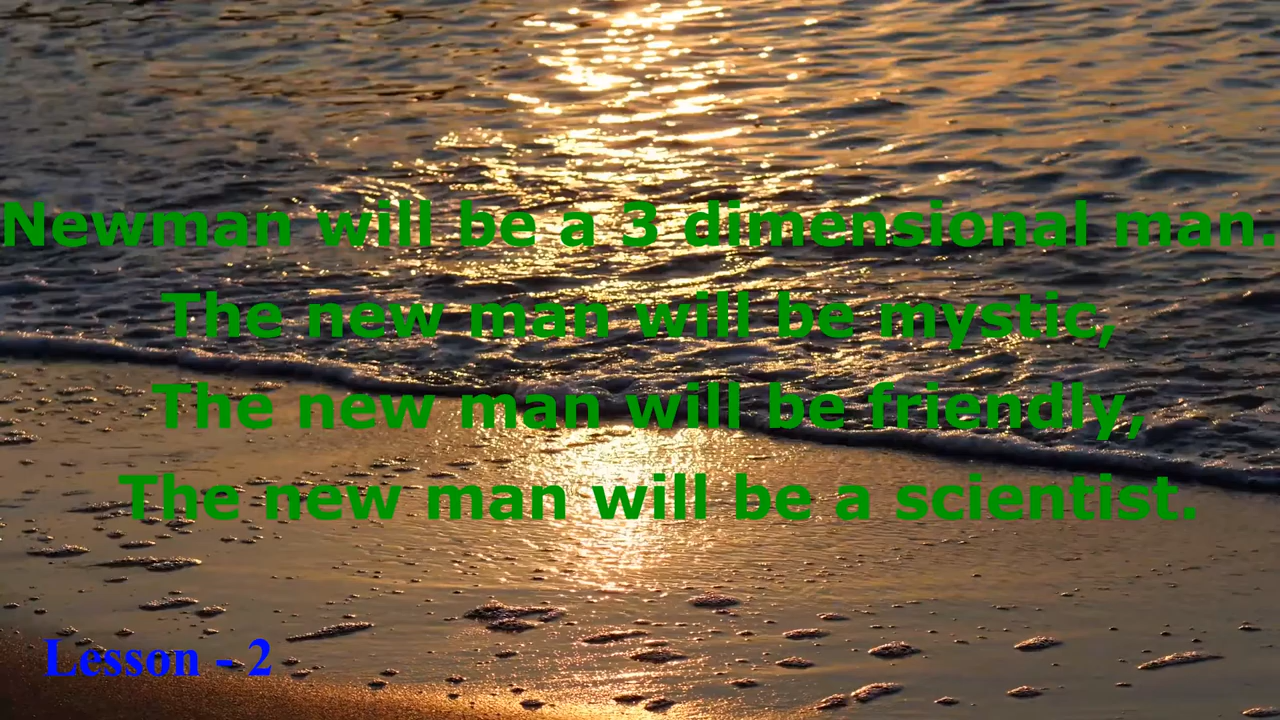 Newman will be a 3 dimensional man.
The new man will be mystic,
The new man will be friendly,
The new man will be a scientist.
Lesson - 2